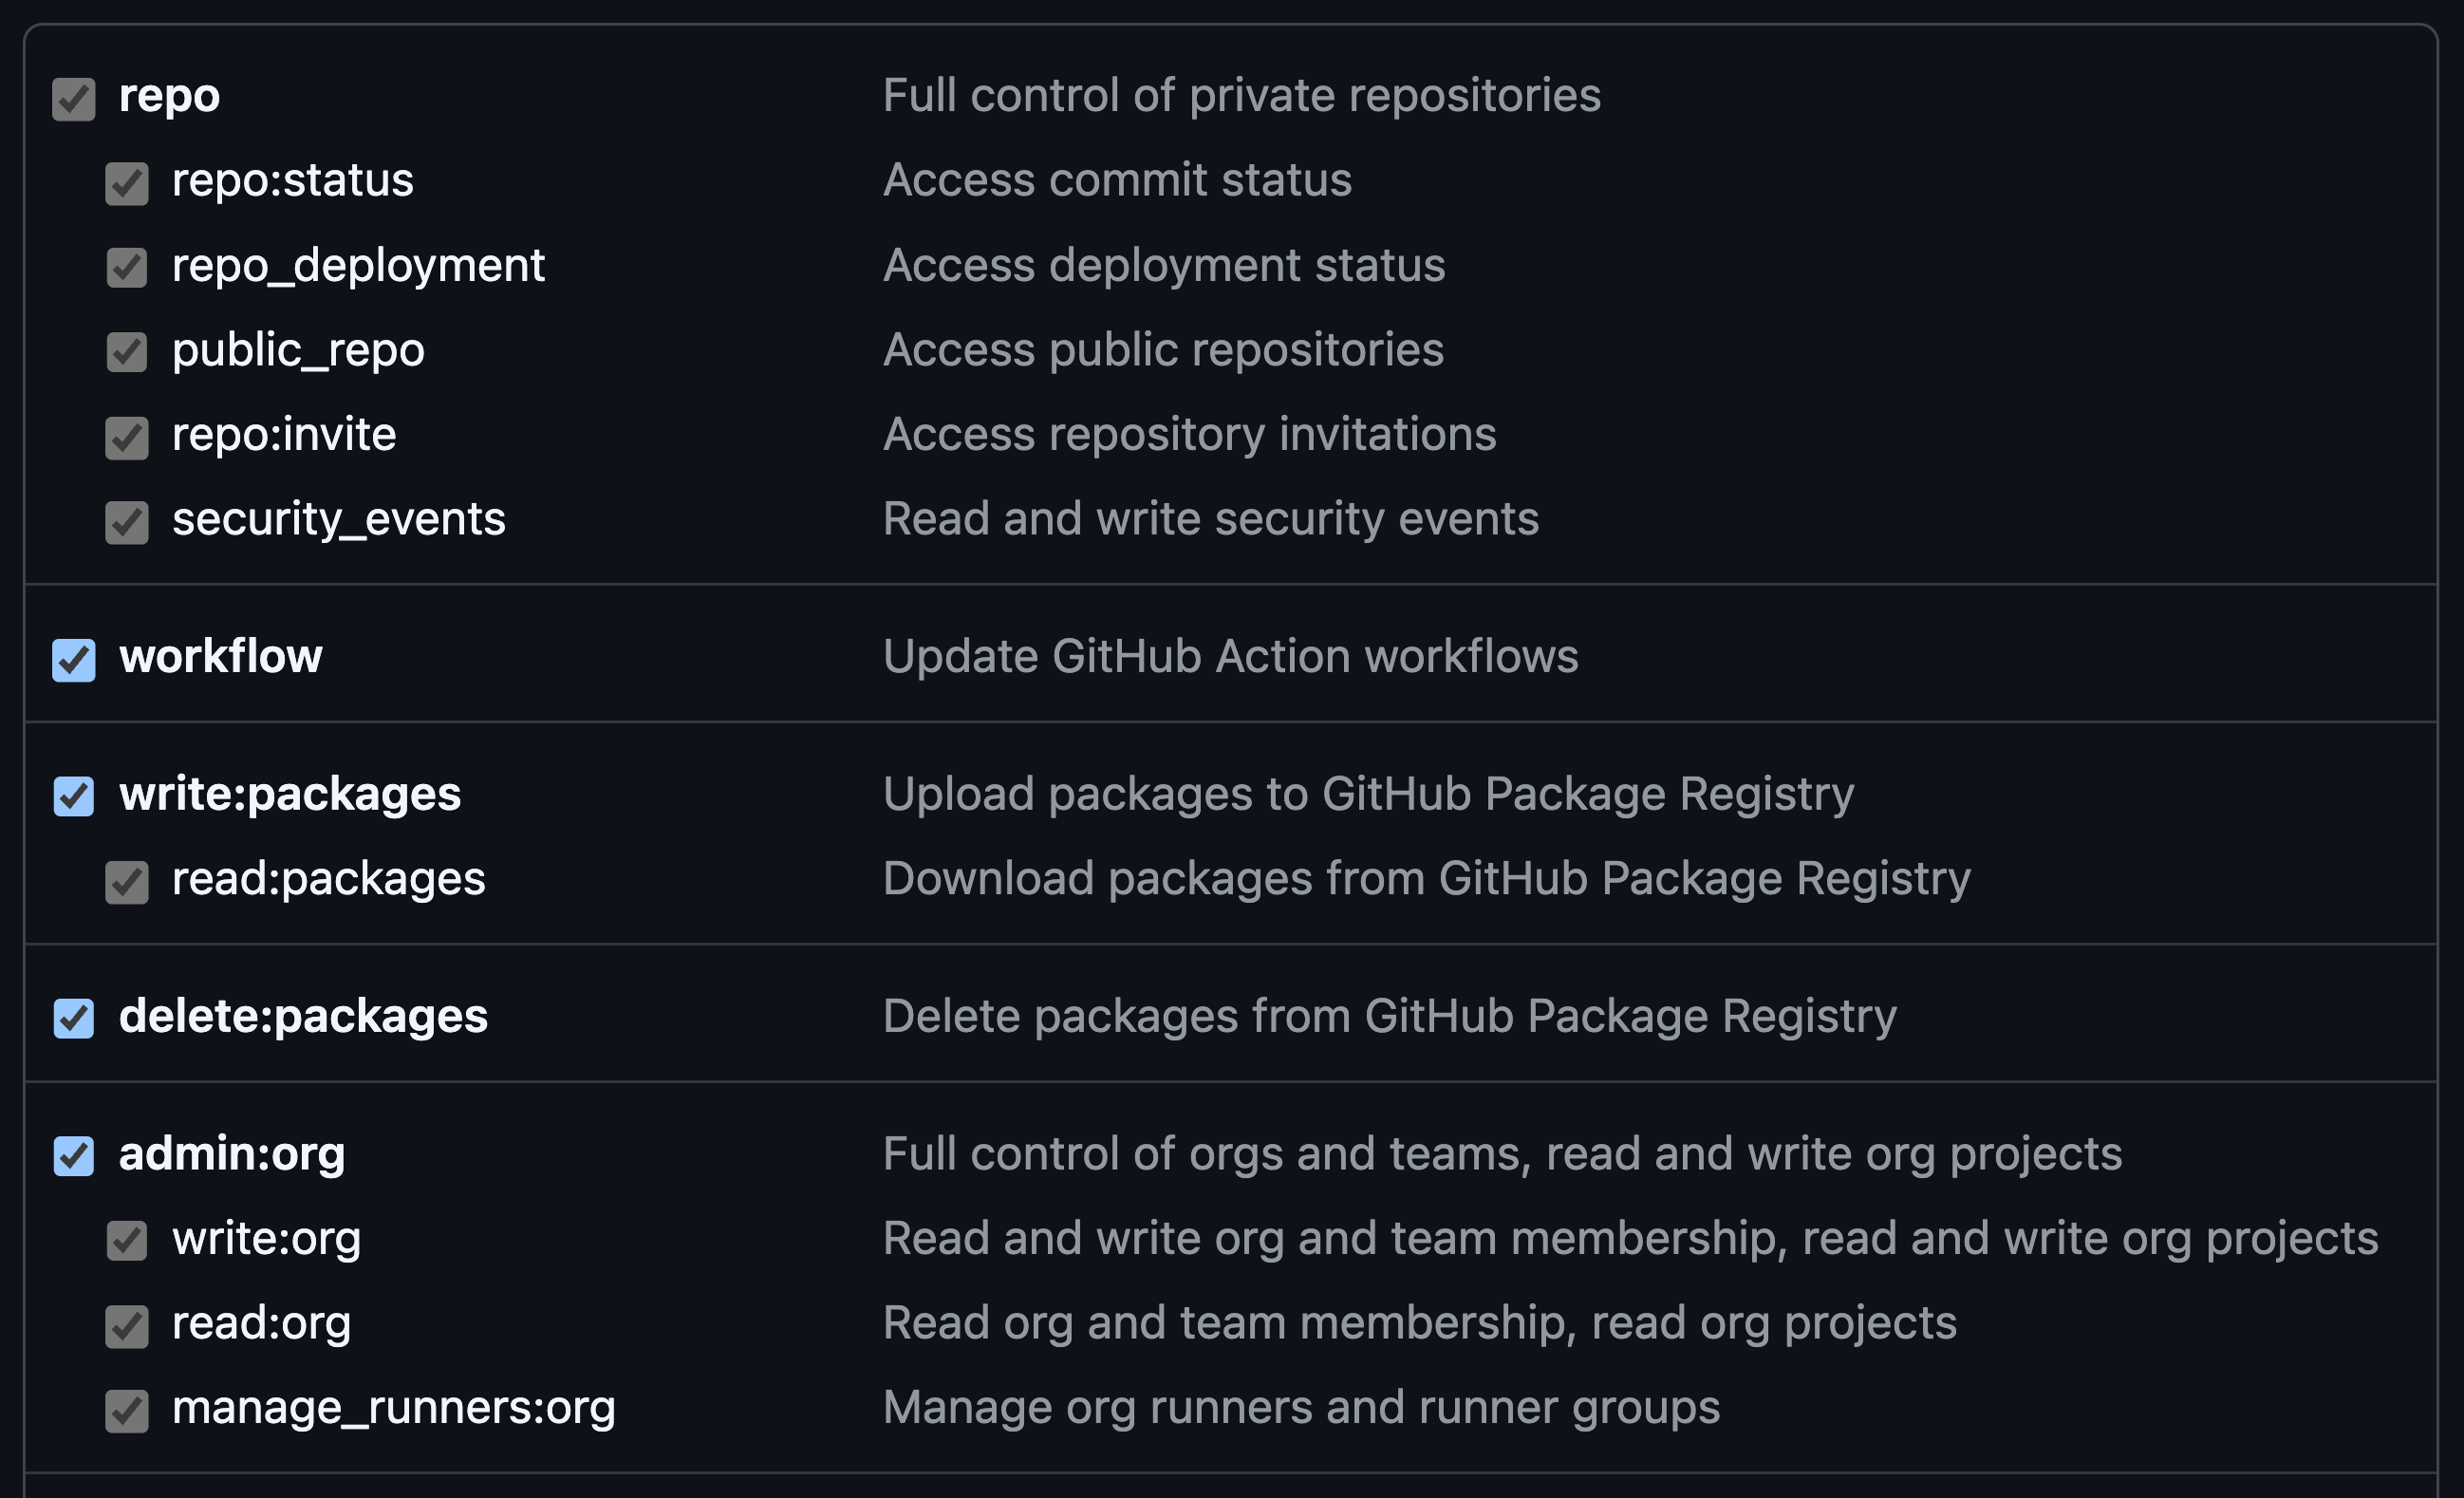 repo Full control of private repositories
repo:status Access commit status
repo_deployment Access deployment status
public_repo Access public repositories
repo:invite Access repository invitations
security_events Read and write security events
workflow Update GitHub Action workflows
write:packages Upload packages to GitHub Package Registry
read:packages Download packages from GitHub Package Registry
delete:packages Delete packages from GitHub Package Registry
admin:org Full control of orgs and teams, read and write org projects
write:org Read and write org and team membership, read and write org projects
read:org Read org and team membership, read org projects
manage_runners:org Manage org runners and runner groups